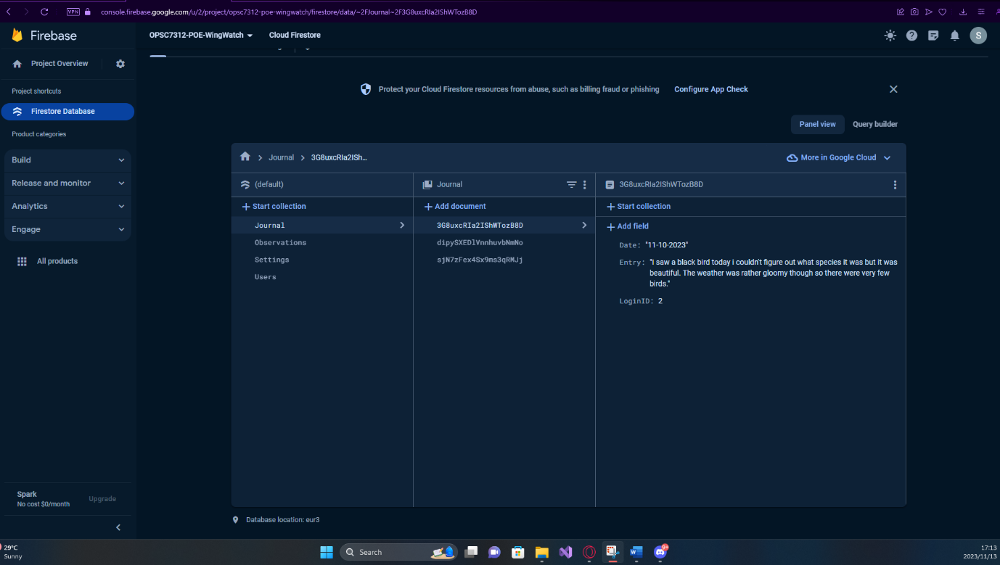 VPN
console.firebase.google.com/u/2/project/opsc7312-poe-wingwatch/firestore/data/~2FJournal~2F3G8uxcRIa2IShWTozB8D
Firebase
OPSC7312-POE-WingWatch
Cloud Firestore
S
Project Overview
Project shortcuts
Firestore Database
Product categories
Build
Release and monitor
Analytics
Engage
All products
Spark
No cost $0/month
Upgrade
Protect your Cloud Firestore resources from abuse, such as billing fraud or phishing
Configure App Check
Panel view
Query builder
Journal
3G8uxcRIa2ISh...
More in Google Cloud
(default)
Start collection
Journal
Observations
Settings
Users
Journal
Add document
3G8uxcRIa2IShWTozB8D
dipySXEDlVnnhuvbNmNo
sjN7zFex4Sx9ms3qRMJj
3G8uxcRIa2IShWTozB8D
Start collection
Add field
Date: "11-10-2023"
Entry: "I saw a black bird today i couldn't figure out what species it was but it was
beautiful. The weather was rather gloomy though so there were very few
birds."
LoginID: 2
Database location: eur3
29°C
Sunny
Search
9+
17:13
2023/11/13